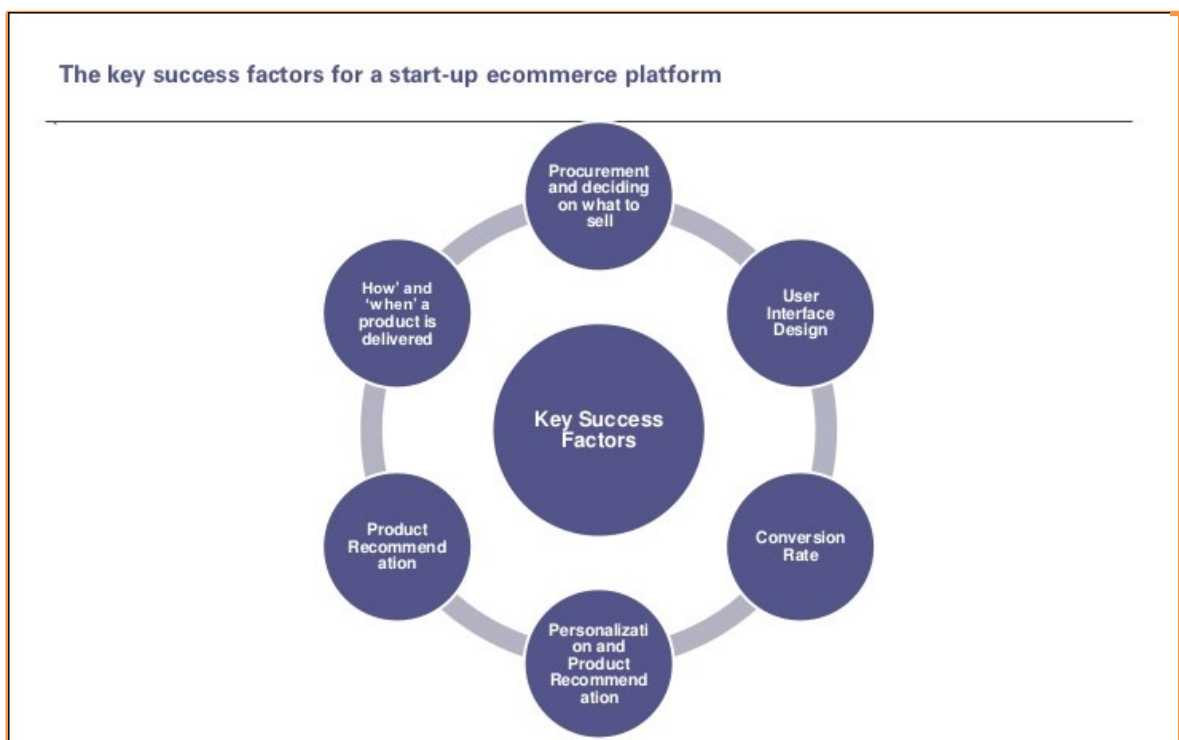 The key success factors for a start-up ecommerce platform
Procurement
and deciding
on what to
sell
User
Interface
Design
Conversion
Rate
Personalizati
on and
Product
Recommend
ation
Product
Recommend
ation
How’ and
‘when’ a
product is
delivered
Key Success
Factors